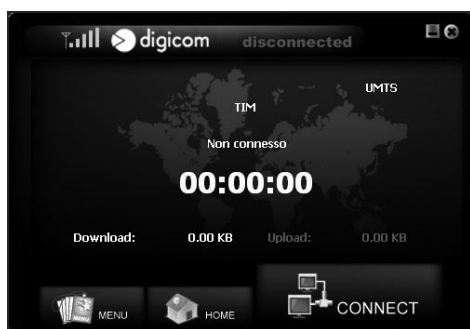 digicom disconnected
UMTS
TIM
Non connesso
00:00:00
Download: 0.00 KB Upload: 0.00 KB
MENU HOME CONNECT